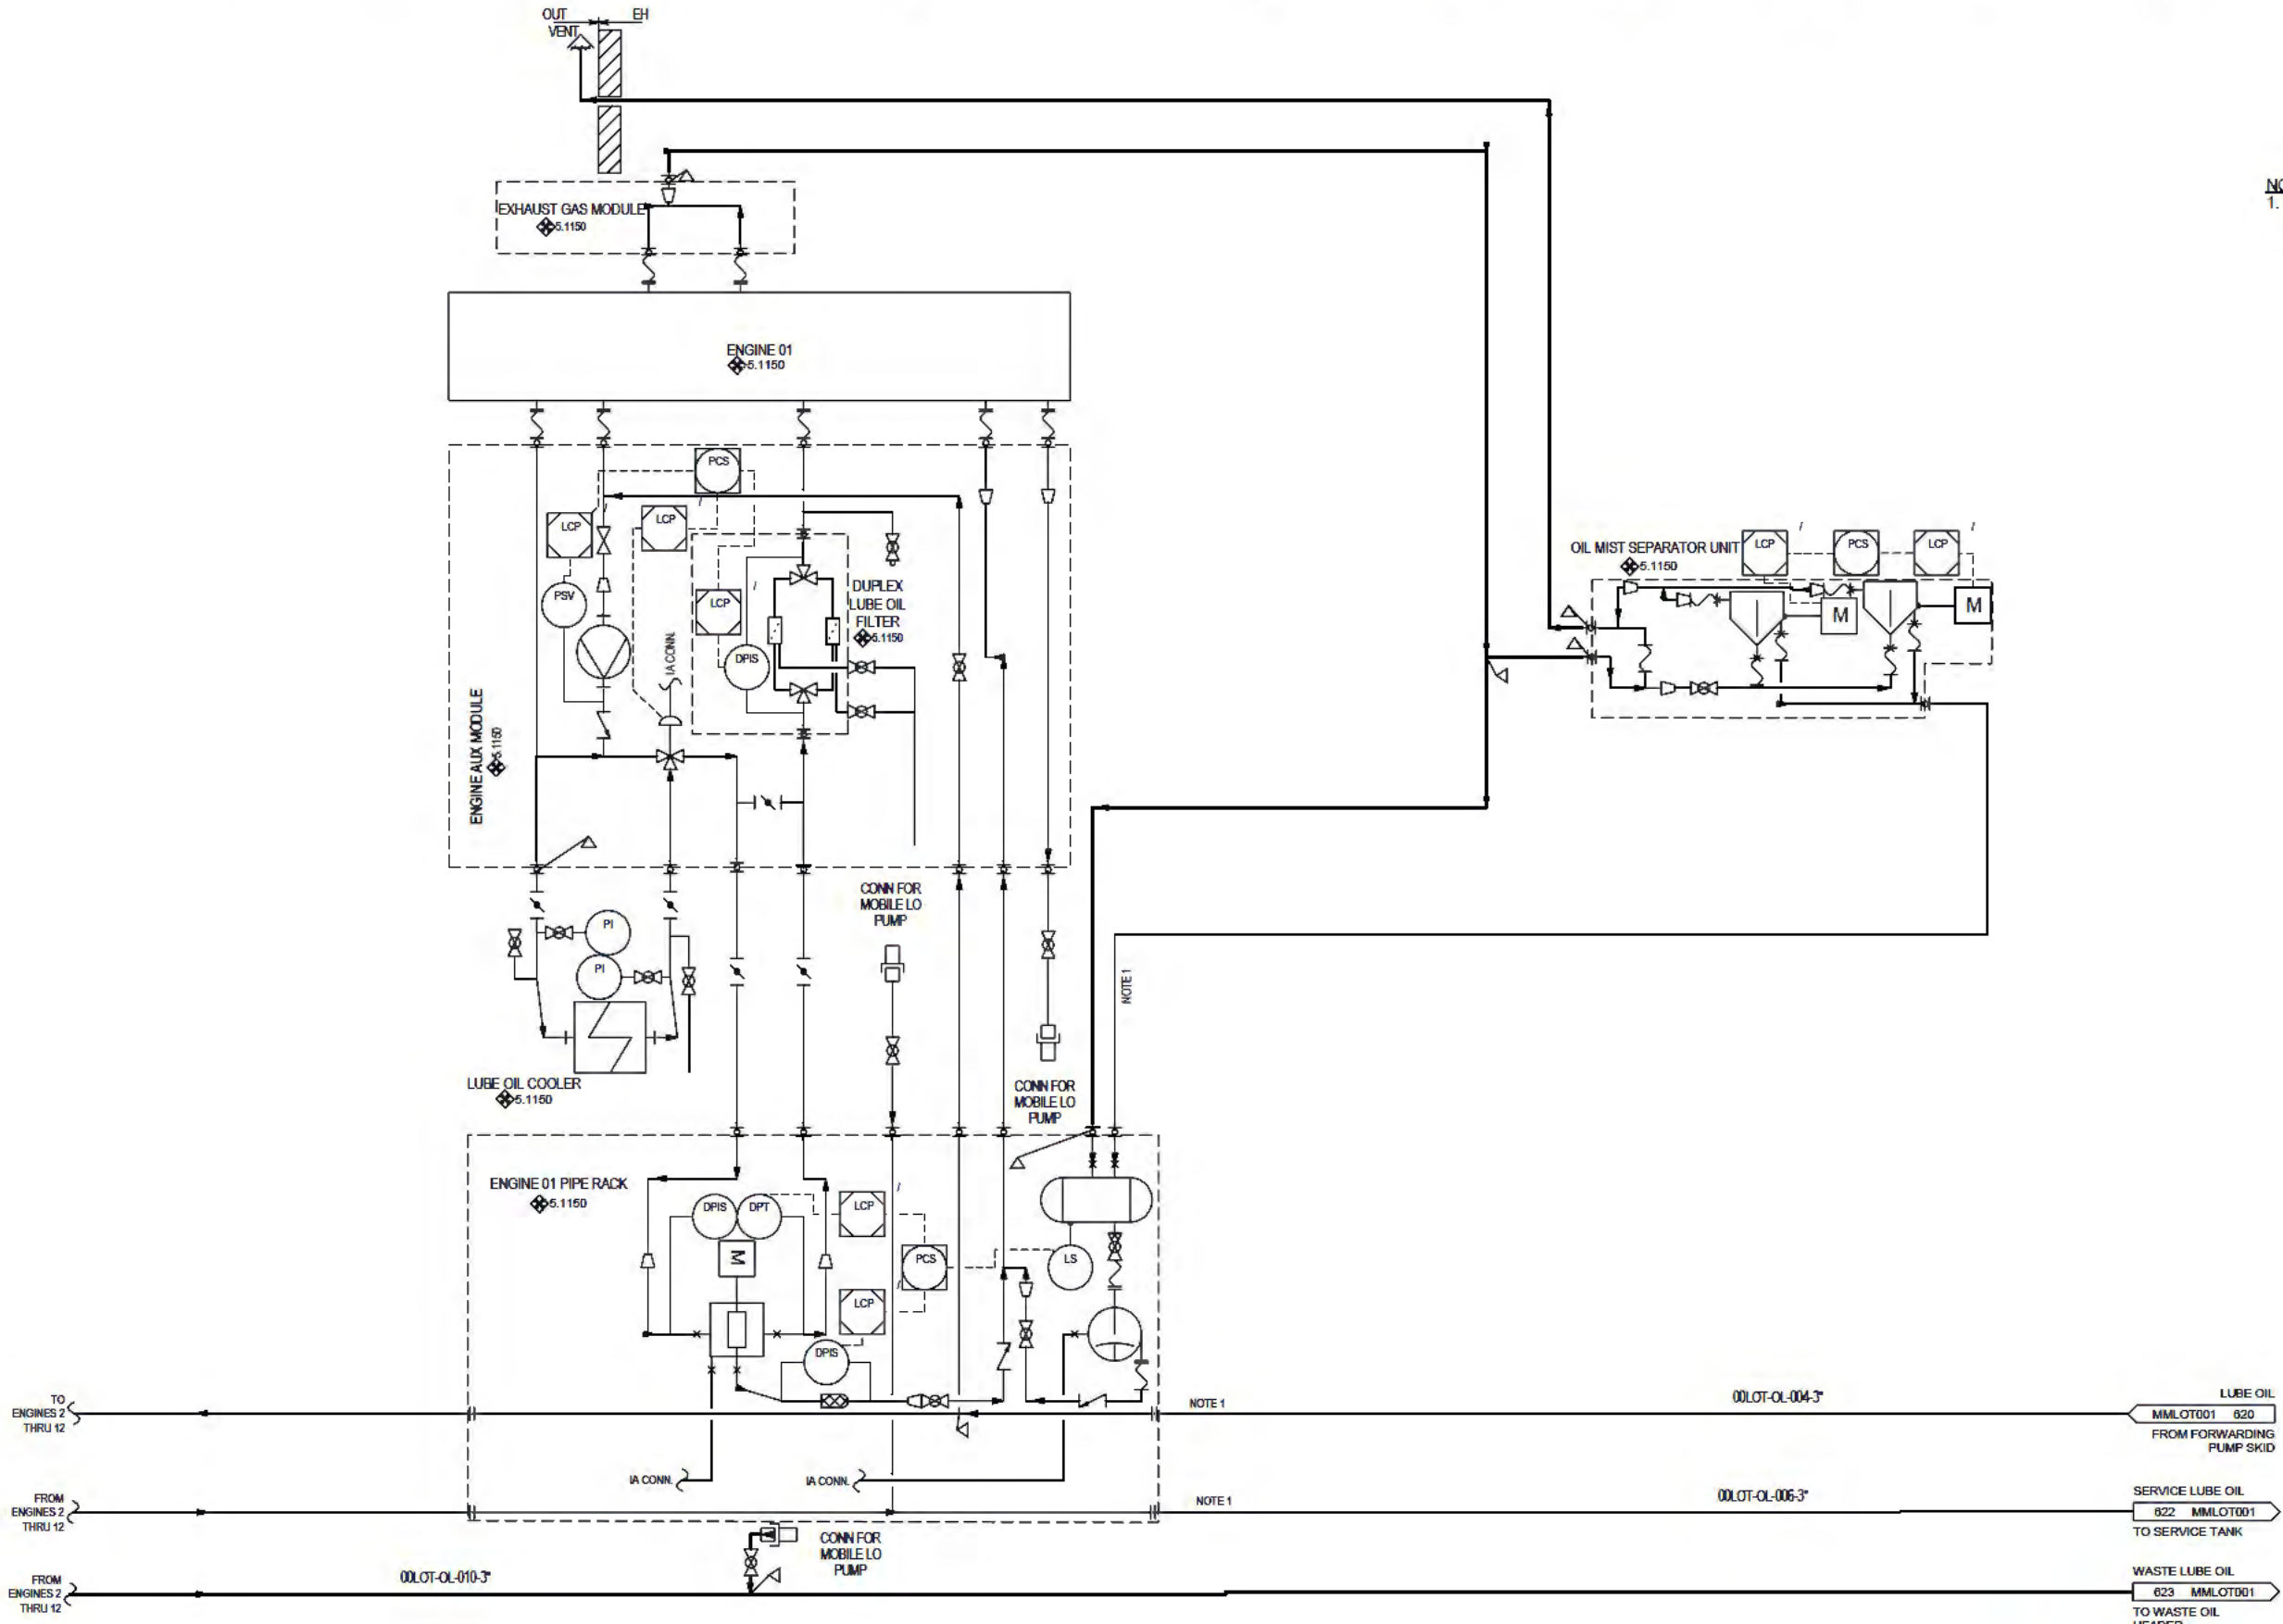 OUT
EH
VENT
NO
1.
EXHAUST GAS MODULE
5.1150
ENGINE 01
5.1150
PCS
LCP
LCP
PSV
LCP
DUPLEX
LUBE OIL
FILTER
5.1150
DPIS
IA CONN.
ENGINE AUX MODULE
5.1150
OIL MIST SEPARATOR UNIT
5.1150
LCP
PCS
LCP
M
M
PI
PI
CONN FOR
MOBILE LO
PUMP
NOTE 1
LUBE OIL COOLER
5.1150
CONN FOR
MOBILE LO
PUMP
ENGINE 01 PIPE RACK
5.1150
DPIS
DPT
LCP
M
PCS
LS
LCP
DPIS
TO
ENGINES 2
THRU 12
NOTE 1
00LOT-OL-004-3"
LUBE OIL
MMLOT001 620
FROM FORWARDING
PUMP SKID
IA CONN.
IA CONN.
FROM
ENGINES 2
THRU 12
NOTE 1
00LOT-OL-006-3"
SERVICE LUBE OIL
622 MMLOT001
TO SERVICE TANK
CONN FOR
MOBILE LO
PUMP
FROM
ENGINES 2
THRU 12
00LOT-OL-010-3"
WASTE LUBE OIL
623 MMLOT001
TO WASTE OIL
HEADER